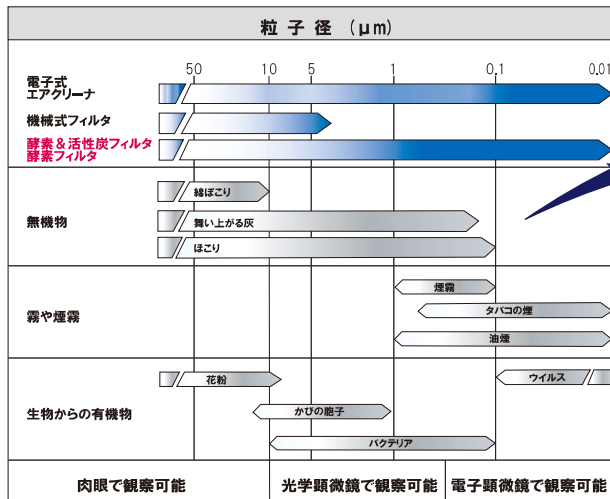 粒子径 (μm)
50 10 5 1 0.1 0.01
電子式
エアクリーナ
機械式フィルタ
酵素＆活性炭フィルタ
酵素フィルタ
無機物
綿ぼこり
舞い上がる灰
ほこり
霧や煙霧
煙霧
タバコの煙
油煙
生物からの有機物
花粉
ウイルス
かびの胞子
バクテリア
肉眼で観察可能 光学顕微鏡で観察可能 電子顕微鏡で観察可能